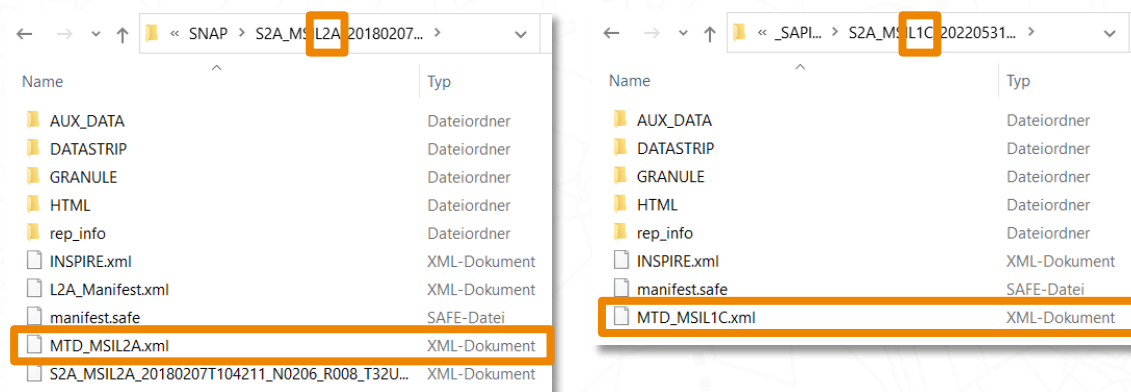 « SNAP > S2A_MSIL2A_20180207... >
Name Typ
AUX_DATA Dateiordner
DATASTRIP Dateiordner
GRANULE Dateiordner
HTML Dateiordner
rep_info Dateiordner
INSPIRE.xml XML-Dokument
L2A_Manifest.xml XML-Dokument
manifest.safe SAFE-Datei
MTD_MSIL2A.xml XML-Dokument
S2A_MSIL2A_20180207T104211_N0206_R008_T32U... XML-Dokument
« _SAPI... > S2A_MSIL1C_20220531... >
Name Typ
AUX_DATA Dateiordner
DATASTRIP Dateiordner
GRANULE Dateiordner
HTML Dateiordner
rep_info Dateiordner
INSPIRE.xml XML-Dokument
manifest.safe SAFE-Datei
MTD_MSIL1C.xml XML-Dokument